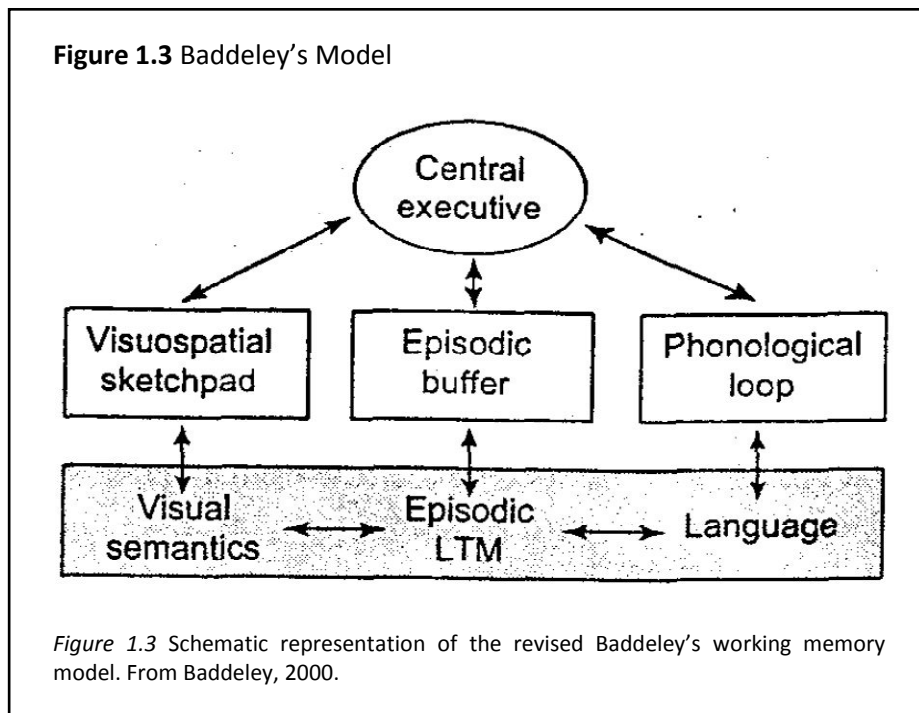 Figure 1.3 Baddeley’s Model
Central
executive
Visuospatial
sketchpad
Episodic
buffer
Phonological
loop
Visual
semantics
Episodic
LTM
Language
Figure 1.3 Schematic representation of the revised Baddeley’s working memory
model. From Baddeley, 2000.